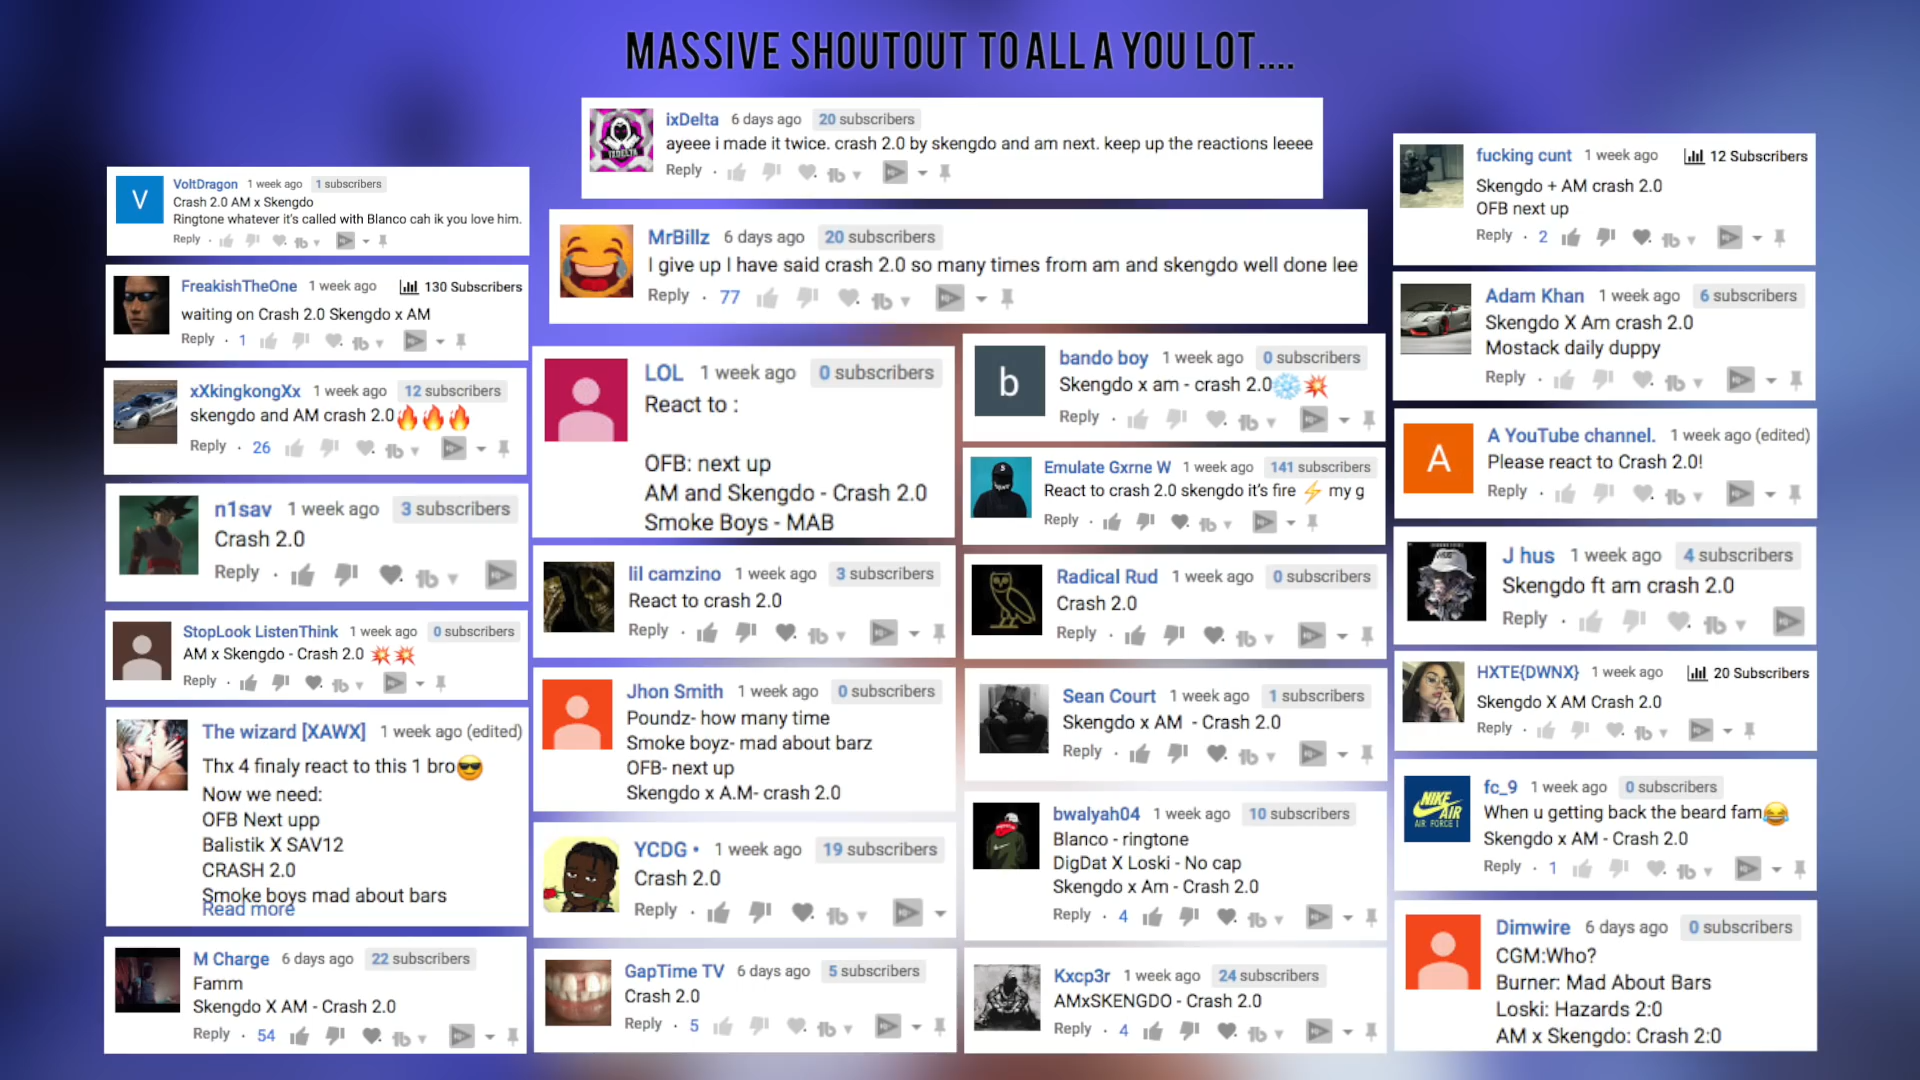 MASSIVE SHOUTOUT TO ALL A YOU LOT....
ixDelta 6 days ago 20 subscribers
ayeee i made it twice. crash 2.0 by skengdo and am next. keep up the reactions leeee
Reply
MrBillz 6 days ago 20 subscribers
I give up I have said crash 2.0 so many times from am and skengdo well done lee
Reply · 77
VoltDragon 1 week ago 1 subscribers
Crash 2.0 AM x Skengdo
Ringtone whatever it's called with Blanco cah ik you love him.
Reply
FreakishTheOne 1 week ago 130 Subscribers
waiting on Crash 2.0 Skengdo x AM
Reply · 1
xXkingkongXx 1 week ago 12 subscribers
skengdo and AM crash 2.0🔥🔥🔥
Reply · 26
n1sav 1 week ago 3 subscribers
Crash 2.0
Reply
StopLook ListenThink 1 week ago 0 subscribers
AM x Skengdo - Crash 2.0 💥💥
Reply
The wizard [XAWX] 1 week ago (edited)
Thx 4 finaly react to this 1 bro😎
Now we need:
OFB Next upp
Balistik X SAV12
CRASH 2.0
Smoke boys mad about bars
Read more
M Charge 6 days ago 22 subscribers
Famm
Skengdo X AM - Crash 2.0
Reply · 54
LOL 1 week ago 0 subscribers
React to :
OFB: next up
AM and Skengdo - Crash 2.0
Smoke Boys - MAB
lil camzino 1 week ago 3 subscribers
React to crash 2.0
Reply
Jhon Smith 1 week ago 0 subscribers
Poundz- how many time
Smoke boyz- mad about barz
OFB- next up
Skengdo x A.M- crash 2.0
YCDG • 1 week ago 19 subscribers
Crash 2.0
Reply
GapTime TV 6 days ago 5 subscribers
Crash 2.0
Reply · 5
b
bando boy 1 week ago 0 subscribers
Skengdo x am - crash 2.0❄️💥
Reply
Emulate Gxrne W 1 week ago 141 subscribers
React to crash 2.0 skengdo it's fire ⚡ my g
Reply
Radical Rud 1 week ago 0 subscribers
Crash 2.0
Reply
Sean Court 1 week ago 1 subscribers
Skengdo x AM - Crash 2.0
Reply
bwalyah04 1 week ago 10 subscribers
Blanco - ringtone
DigDat X Loski - No cap
Skengdo x Am - Crash 2.0
Reply · 4
Kxcp3r 1 week ago 24 subscribers
AMxSKENGDO - Crash 2.0
Reply · 4
fucking cunt 1 week ago 12 Subscribers
Skengdo + AM crash 2.0
OFB next up
Reply · 2
Adam Khan 1 week ago 6 subscribers
Skengdo X Am crash 2.0
Mostack daily duppy
Reply
A
A YouTube channel. 1 week ago (edited)
Please react to Crash 2.0!
Reply
J hus 1 week ago 4 subscribers
Skengdo ft am crash 2.0
Reply
HXTE{DWNX} 1 week ago 20 Subscribers
Skengdo X AM Crash 2.0
Reply
NIKE AIR
AIR FORCE 1
fc_9 1 week ago 0 subscribers
When u getting back the beard fam😂
Skengdo x AM - Crash 2.0
Reply · 1
Dimwire 6 days ago 0 subscribers
CGM:Who?
Burner: Mad About Bars
Loski: Hazards 2:0
AM x Skengdo: Crash 2:0